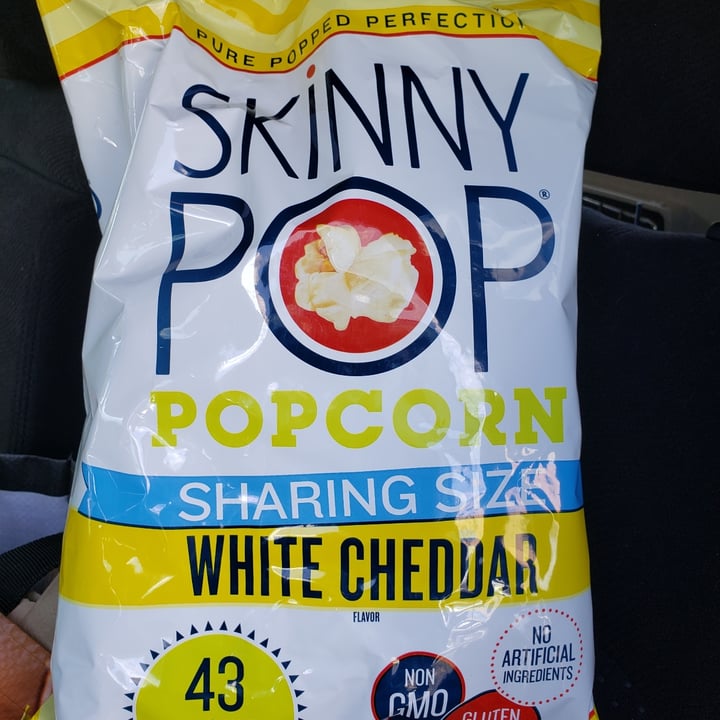 PURE POPPED PERFECTION
SKiNNY
POP®
POPCORN
SHARING SIZE
WHITE CHEDDAR
FLAVOR
43
NO
ARTIFICIAL
INGREDIENTS
NON
GMO
GLUTEN